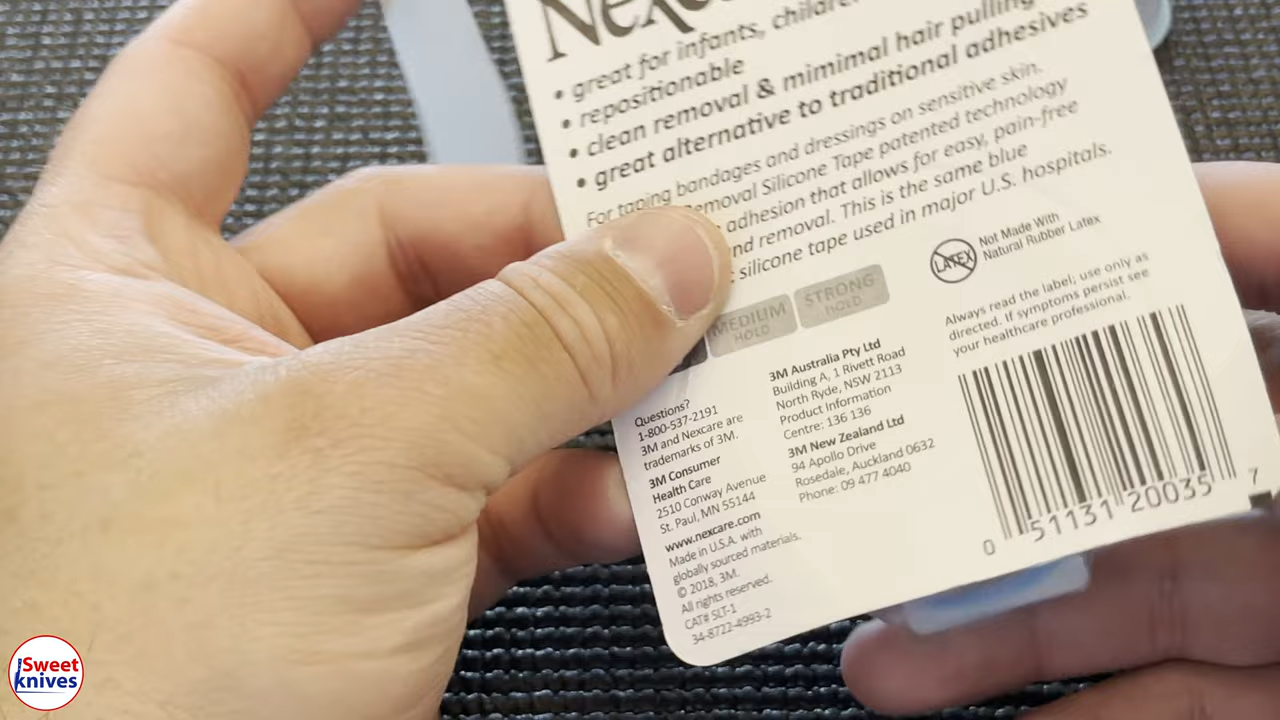 Nexc
• great for infants, childre
• repositionable
• clean removal & mimimal hair pulling
• great alternative to traditional adhesives
For taping bandages and dressings on sensitive skin.
Removal Silicone Tape patented technology
adhesion that allows for easy, pain-free
nd removal. This is the same blue
silicone tape used in major U.S. hospitals.
MEDIUM
HOLD
STRONG
HOLD
LATEX
Not Made With
Natural Rubber Latex
Always read the label; use only as
directed. If symptoms persist see
your healthcare professional.
Questions?
1-800-537-2191
3M and Nexcare are
trademarks of 3M.
3M Consumer
Health Care
2510 Conway Avenue
St. Paul, MN 55144
www.nexcare.com
Made in U.S.A. with
globally sourced materials.
© 2018, 3M.
All rights reserved.
CAT# SLT-1
34-8722-4993-2
3M Australia Pty Ltd
Building A, 1 Rivett Road
North Ryde, NSW 2113
Product Information
Centre: 136 136
3M New Zealand Ltd
94 Apollo Drive
Rosedale, Auckland 0632
Phone: 09 477 4040
0 51131 20035 7
Sweet
knives